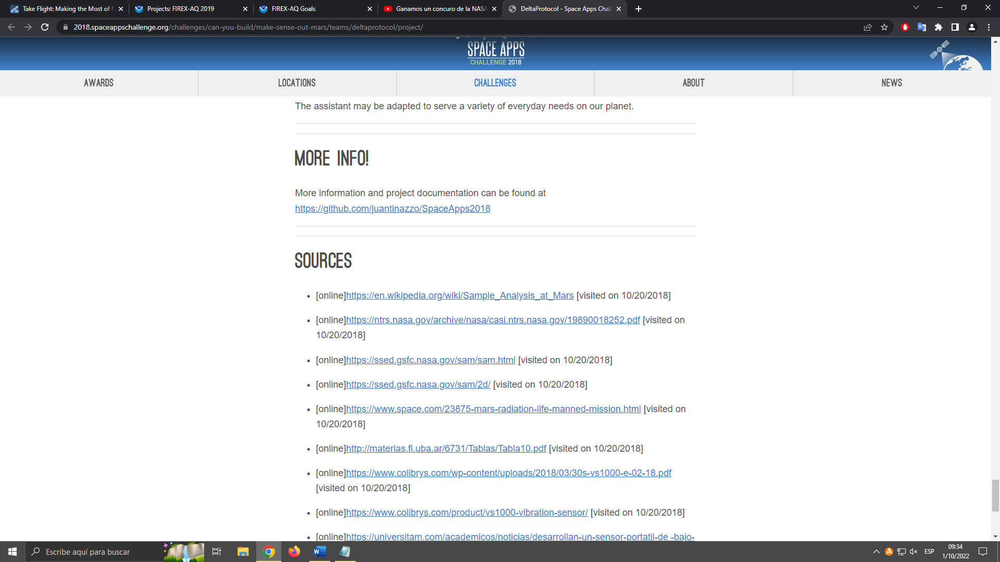 Take Flight: Making the Most of
Projects: FIREX-AQ 2019
FIREX-AQ Goals
Ganamos un concuro de la NASA
DeltaProtocol - Space Apps Chal
2018.spaceappschallenge.org/challenges/can-you-build/make-sense-out-mars/teams/deltaprotocol/project/
SPACE APPS
CHALLENGE 2018
AWARDS
LOCATIONS
CHALLENGES
ABOUT
NEWS
The assistant may be adapted to serve a variety of everyday needs on our planet.
MORE INFO!
More information and project documentation can be found at
https://github.com/juantinazzo/SpaceApps2018
SOURCES
[online]https://en.wikipedia.org/wiki/Sample_Analysis_at_Mars [visited on 10/20/2018]
[online]https://ntrs.nasa.gov/archive/nasa/casi.ntrs.nasa.gov/19890018252.pdf [visited on
10/20/2018]
[online]https://ssed.gsfc.nasa.gov/sam/sam.html [visited on 10/20/2018]
[online]https://ssed.gsfc.nasa.gov/sam/2d/ [visited on 10/20/2018]
[online]https://www.space.com/23875-mars-radiation-life-manned-mission.html [visited on
10/20/2018]
[online]http://materias.fi.uba.ar/6731/Tablas/Tabla10.pdf [visited on 10/20/2018]
[online]https://www.colibrys.com/wp-content/uploads/2018/03/30s-vs1000-e-02-18.pdf
[visited on 10/20/2018]
[online]https://www.colibrys.com/product/vs1000-vibration-sensor/ [visited on 10/20/2018]
[online]https://universitam.com/academicos/noticias/desarrollan-un-sensor-portatil-de -bajo-
Escribe aquí para buscar
ESP
09:34
1/10/2022